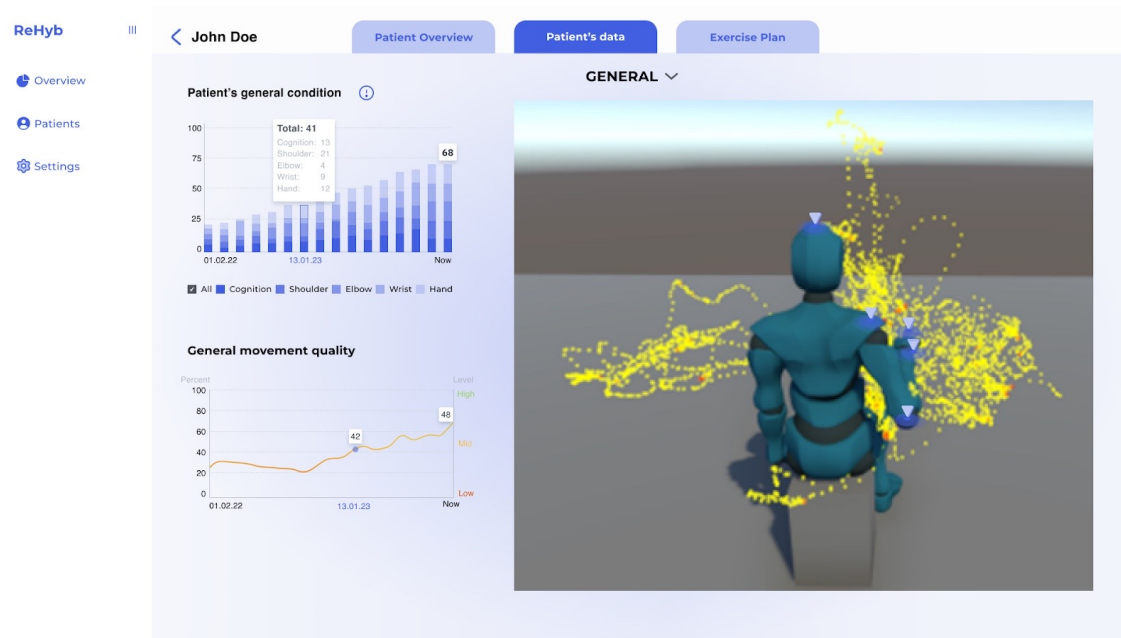 ReHyb
John Doe
Patient Overview
Patient's data
Exercise Plan
Overview
Patients
Settings
GENERAL
Patient's general condition
100
75
50
25
0
Total: 41
Cognition: 13
Shoulder: 21
Elbow: 4
Wrist: 9
Hand: 12
68
01.02.22
13.01.23
Now
All Cognition Shoulder Elbow Wrist Hand
General movement quality
Percent
Level
100
80
60
40
20
0
High
Mid
Low
42
48
01.02.22
13.01.23
Now